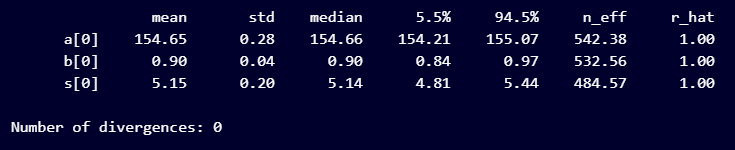 mean std median 5.5% 94.5% n_eff r_hat
a[0] 154.65 0.28 154.66 154.21 155.07 542.38 1.00
b[0] 0.90 0.04 0.90 0.84 0.97 532.56 1.00
s[0] 5.15 0.20 5.14 4.81 5.44 484.57 1.00
Number of divergences: 0